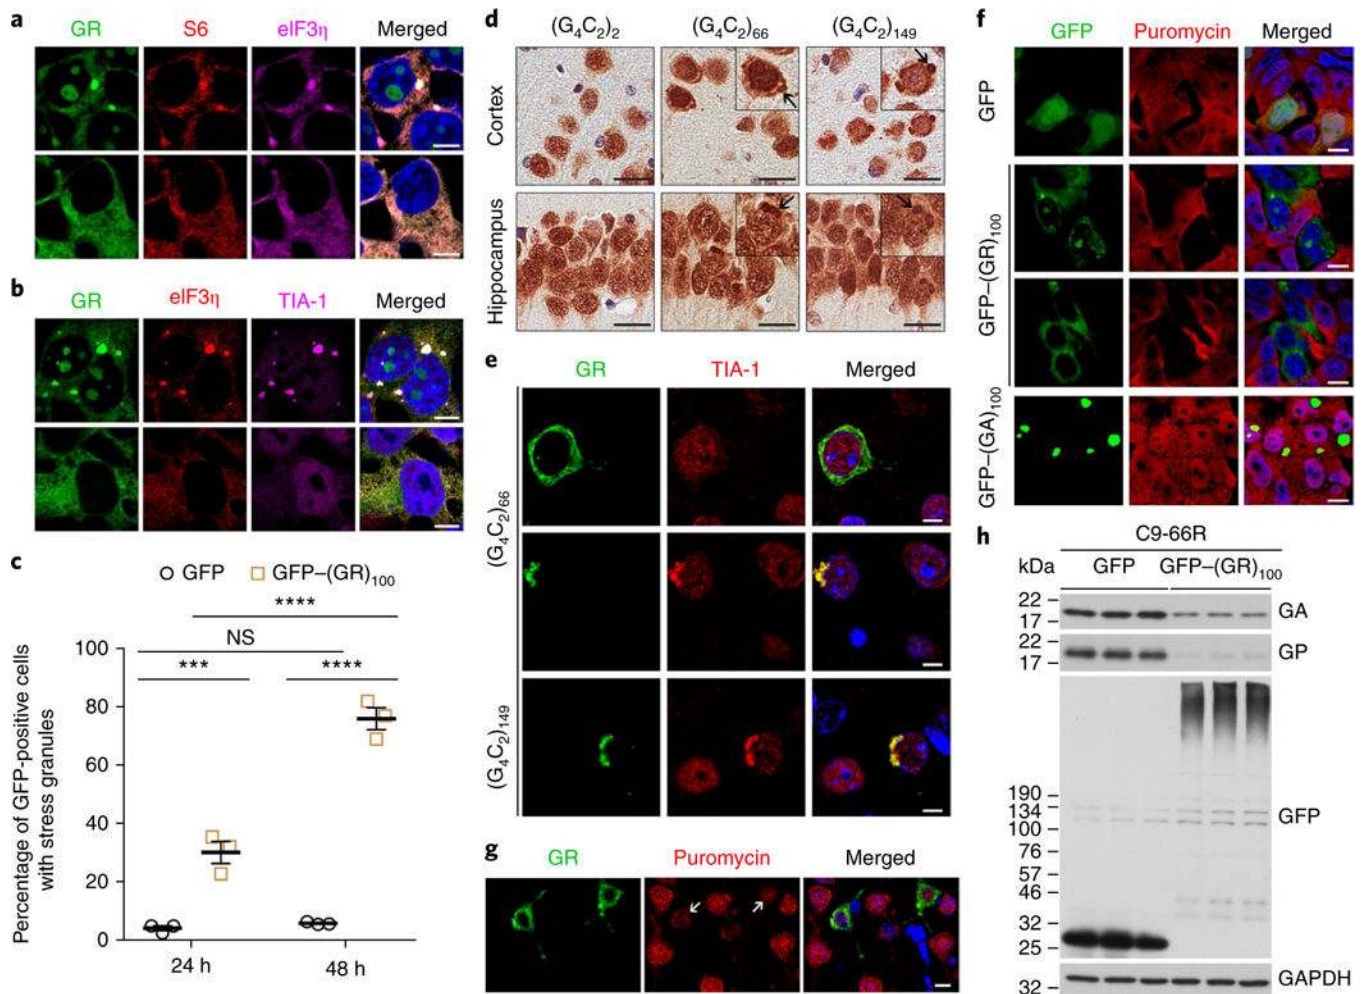 a
GR S6 eIF3η Merged
b
GR eIF3η TIA-1 Merged
c
GFP GFP–(GR)100
****
NS
*** ****
Percentage of GFP-positive cells
with stress granules
100
80
60
40
20
0
24 h 48 h
d
(G4C2)2 (G4C2)66 (G4C2)149
Cortex
Hippocampus
e
GR TIA-1 Merged
(G4C2)66
(G4C2)149
f
GFP Puromycin Merged
GFP
GFP–(GR)100
GFP–(GA)100
g
GR Puromycin Merged
h
C9-66R
kDa GFP GFP–(GR)100
22
17
GA
22
17
GP
190
134
100
76
57
46
32
25
GFP
32
GAPDH